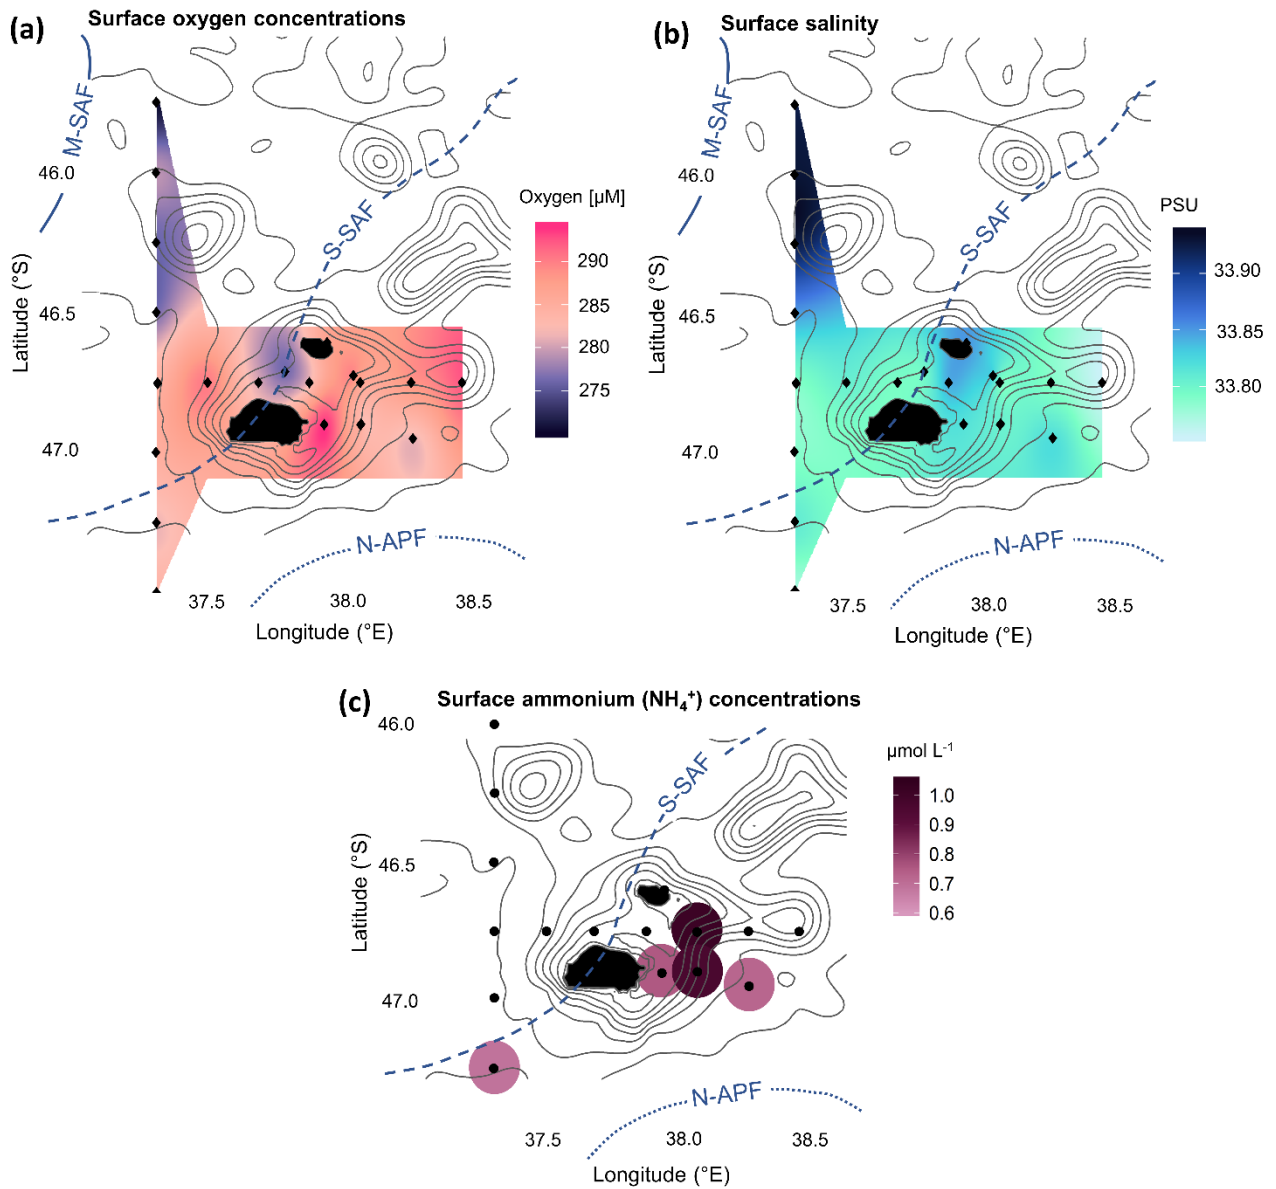 (a) Surface oxygen concentrations
M-SAF
S-SAF
N-APF
Latitude (°S)
46.0
46.5
47.0
37.5 38.0 38.5
Longitude (°E)
Oxygen [µM]
290
285
280
275
(b) Surface salinity
M-SAF
S-SAF
N-APF
Latitude (°S)
46.0
46.5
47.0
37.5 38.0 38.5
Longitude (°E)
PSU
33.90
33.85
33.80
(c) Surface ammonium (NH₄⁺) concentrations
S-SAF
N-APF
Latitude (°S)
46.0
46.5
47.0
37.5 38.0 38.5
Longitude (°E)
µmol L⁻¹
1.0
0.9
0.8
0.7
0.6